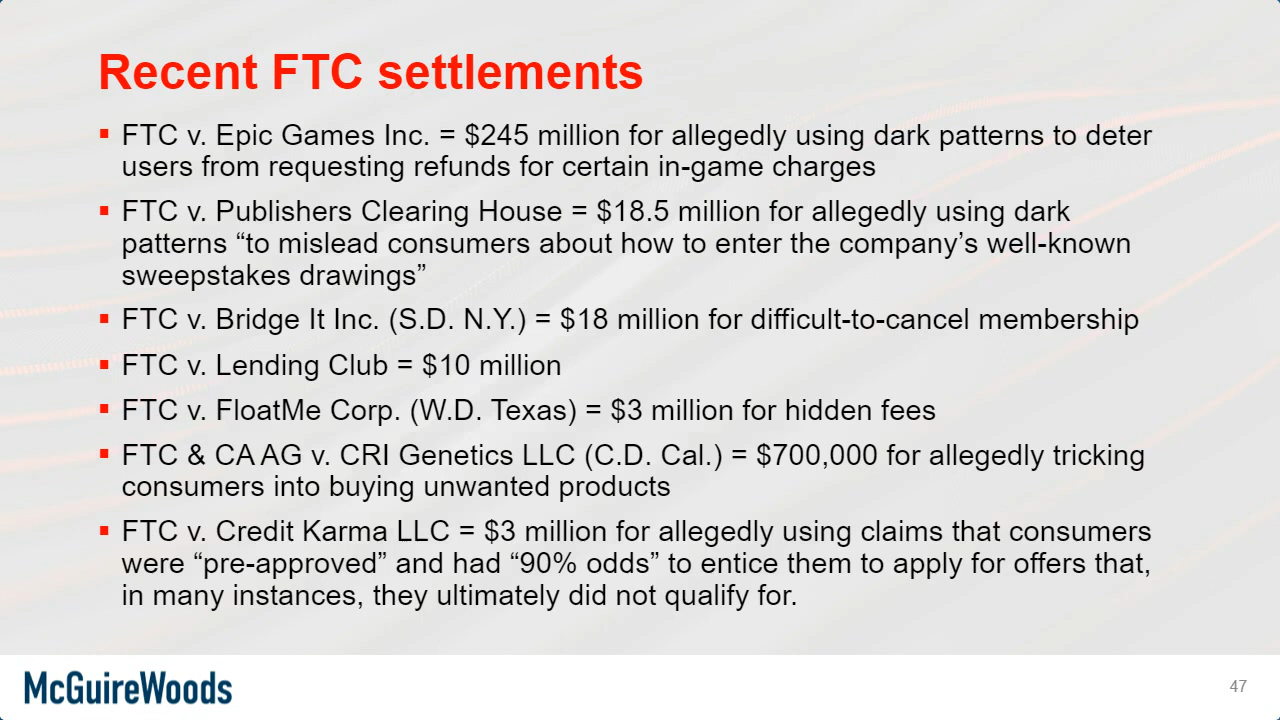 Recent FTC settlements
▪ FTC v. Epic Games Inc. = $245 million for allegedly using dark patterns to deter
users from requesting refunds for certain in-game charges
▪ FTC v. Publishers Clearing House = $18.5 million for allegedly using dark
patterns “to mislead consumers about how to enter the company’s well-known
sweepstakes drawings”
▪ FTC v. Bridge It Inc. (S.D. N.Y.) = $18 million for difficult-to-cancel membership
▪ FTC v. Lending Club = $10 million
▪ FTC v. FloatMe Corp. (W.D. Texas) = $3 million for hidden fees
▪ FTC & CA AG v. CRI Genetics LLC (C.D. Cal.) = $700,000 for allegedly tricking
consumers into buying unwanted products
▪ FTC v. Credit Karma LLC = $3 million for allegedly using claims that consumers
were “pre-approved” and had “90% odds” to entice them to apply for offers that,
in many instances, they ultimately did not qualify for.
McGuireWoods
47